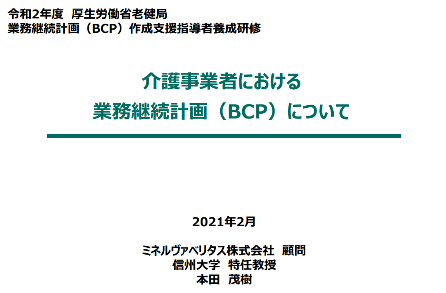 令和2年度　厚生労働省老健局
業務継続計画（BCP）作成支援指導者養成研修
介護事業者における
業務継続計画（BCP）について
2021年2月
ミネルヴァベリタス株式会社　顧問
信州大学　特任教授
本田　茂樹